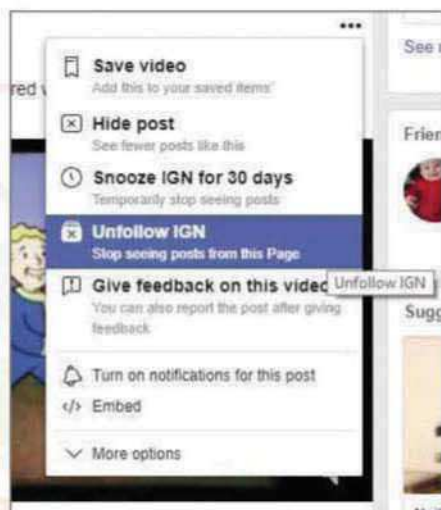 •••
Save video
Add this to your saved items
Hide post
See fewer posts like this
Snooze IGN for 30 days
Temporarily stop seeing posts
Unfollow IGN
Stop seeing posts from this Page
Unfollow IGN
Give feedback on this video
You can also report the post after giving
feedback
Turn on notifications for this post
</> Embed
More options
See
Frien
Sugg